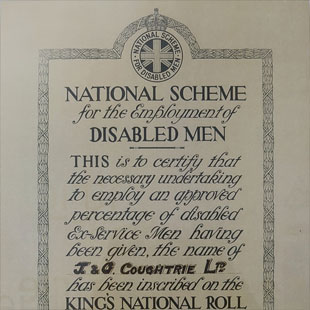 NATIONAL SCHEME
FOR DISABLED MEN
NATIONAL SCHEME
for the Employment of
DISABLED MEN
THIS is to certify that
the necessary undertaking
to employ an approved
percentage of disabled
Ex-Service Men having
been given, the name of
J. & G. COUGHTRIE LTD
has been inscribed on the
KING'S NATIONAL ROLL